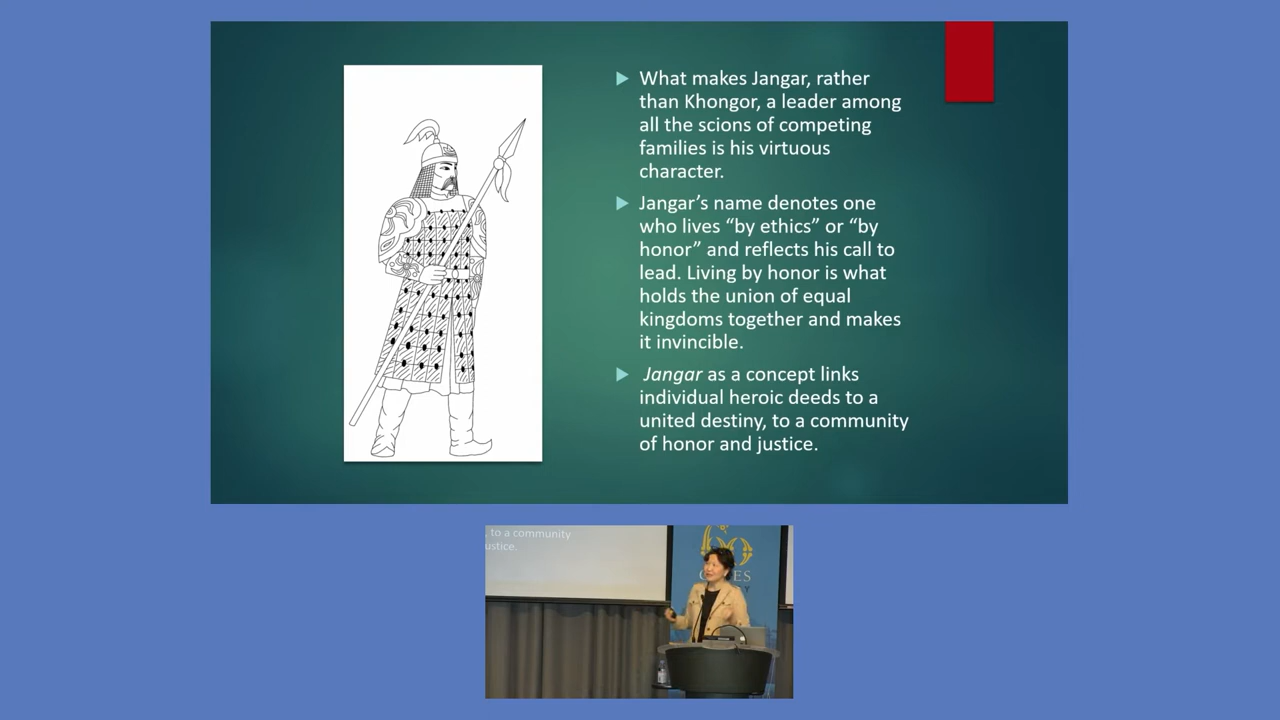 What makes Jangar, rather
than Khongor, a leader among
all the scions of competing
families is his virtuous
character.
Jangar’s name denotes one
who lives “by ethics” or “by
honor” and reflects his call to
lead. Living by honor is what
holds the union of equal
kingdoms together and makes
it invincible.
Jangar as a concept links
individual heroic deeds to a
united destiny, to a community
of honor and justice.
, to a community
ustice.
60